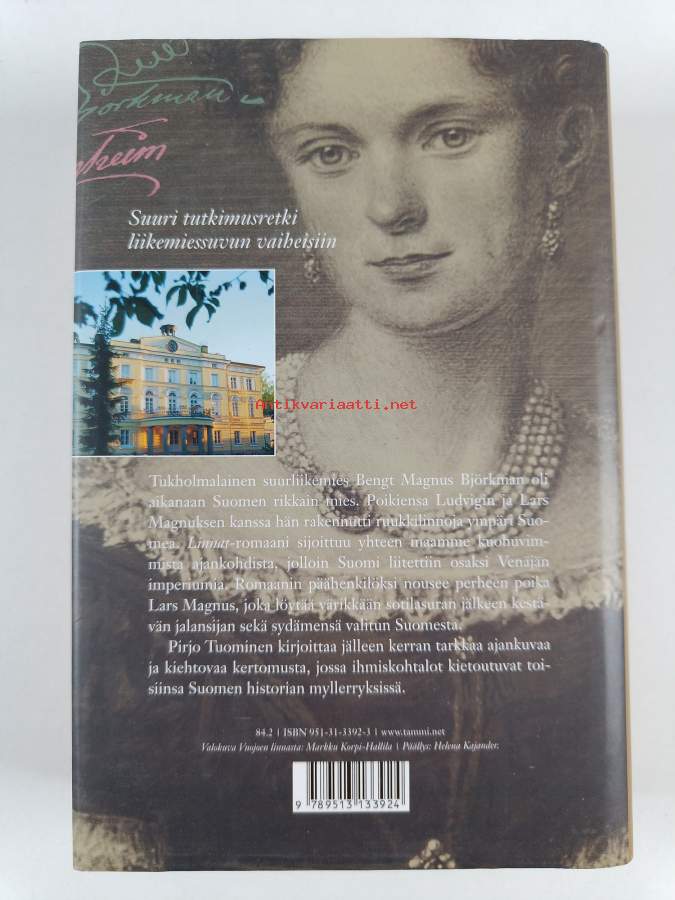 Björkman
Suuri tutkimusretki
liikemiessuvun vaiheisiin
Antikvariaatti.net
Tukholmalainen suurliikemies Bengt Magnus Björkman oli
aikanaan Suomen rikkain mies. Poikiensa Ludvigin ja Lars
Magnuksen kanssa hän rakennutti ruukkilinnoja ympäri Suo-
mea. Linnat-romaani sijoittuu yhteen maamme kuohuvim-
mista ajankohdista, jolloin Suomi liitettiin osaksi Venäjän
imperiumia. Romaanin päähenkilöksi nousee perheen poika
Lars Magnus, joka löytää värikkään sotilasuran jälkeen kestä-
vän jalansijan sekä sydämensä valitun Suomesta.
Pirjo Tuominen kirjoittaa jälleen kerran tarkkaa ajankuvaa
ja kiehtovaa kertomusta, jossa ihmiskohtalot kietoutuvat toi-
siinsa Suomen historian myllerryksissä.
84.2 | ISBN 951-31-3392-3 | www.tammi.net
Valokuva Vuojoen linnasta: Markku Korpi-Hallila | Päällys: Helena Kajander.
9 789513 133924